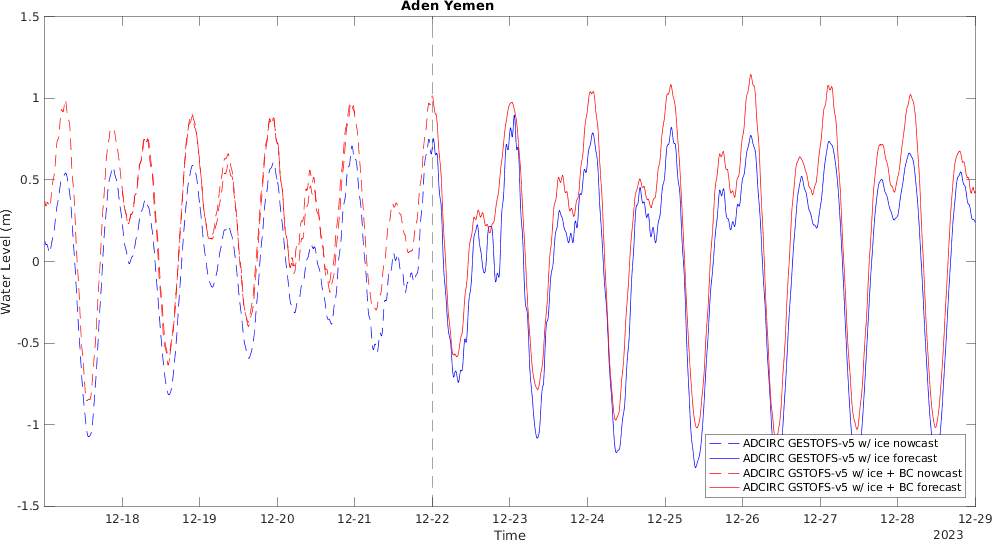 Aden Yemen
1.5
1
0.5
0
-0.5
-1
-1.5
Water Level (m)
12-18 12-19 12-20 12-21 12-22 12-23 12-24 12-25 12-26 12-27 12-28 12-29
Time
2023
ADCIRC GESTOFS-v5 w/ ice nowcast
ADCIRC GESTOFS-v5 w/ ice forecast
ADCIRC GSTOFS-v5 w/ ice + BC nowcast
ADCIRC GSTOFS-v5 w/ ice + BC forecast